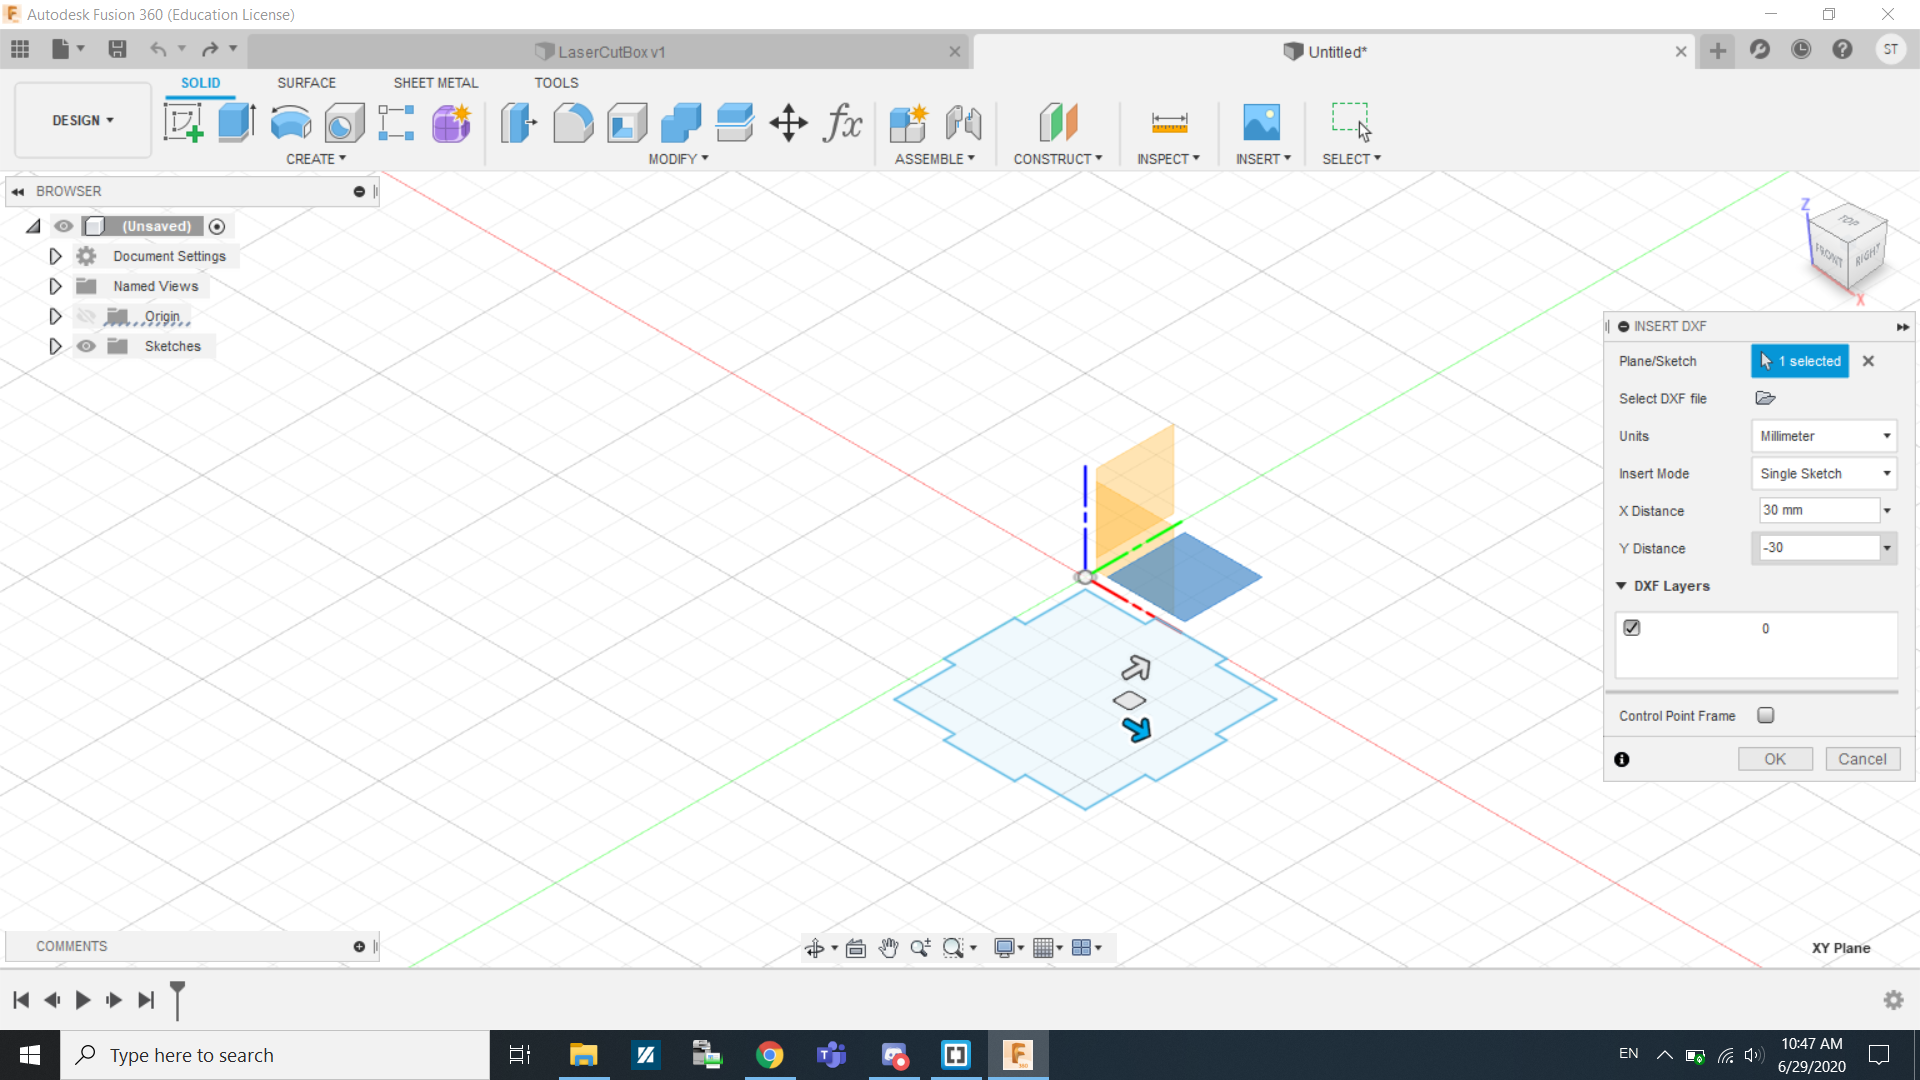 Autodesk Fusion 360 (Education License)
LaserCutBox v1
Untitled*
ST
SOLID
SURFACE
SHEET METAL
TOOLS
DESIGN
fx
CREATE
MODIFY
ASSEMBLE
CONSTRUCT
INSPECT
INSERT
SELECT
BROWSER
(Unsaved)
Document Settings
Named Views
Origin
Sketches
Z
TOP
FRONT
RIGHT
X
INSERT DXF
Plane/Sketch
1 selected
Select DXF file
Units
Millimeter
Insert Mode
Single Sketch
X Distance
30 mm
Y Distance
-30
DXF Layers
0
Control Point Frame
OK
Cancel
COMMENTS
XY Plane
Type here to search
EN
10:47 AM
6/29/2020